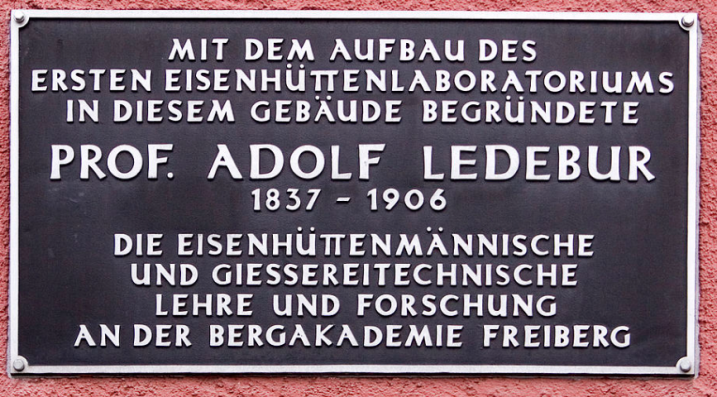 MIT DEM AUFBAU DES
ERSTEN EISENHÜTTENLABORATORIUMS
IN DIESEM GEBÄUDE BEGRÜNDETE
PROF. ADOLF LEDEBUR
1837 - 1906
DIE EISENHÜTTENMÄNNISCHE
UND GIESSEREITECHNISCHE
LEHRE UND FORSCHUNG
AN DER BERGAKADEMIE FREIBERG